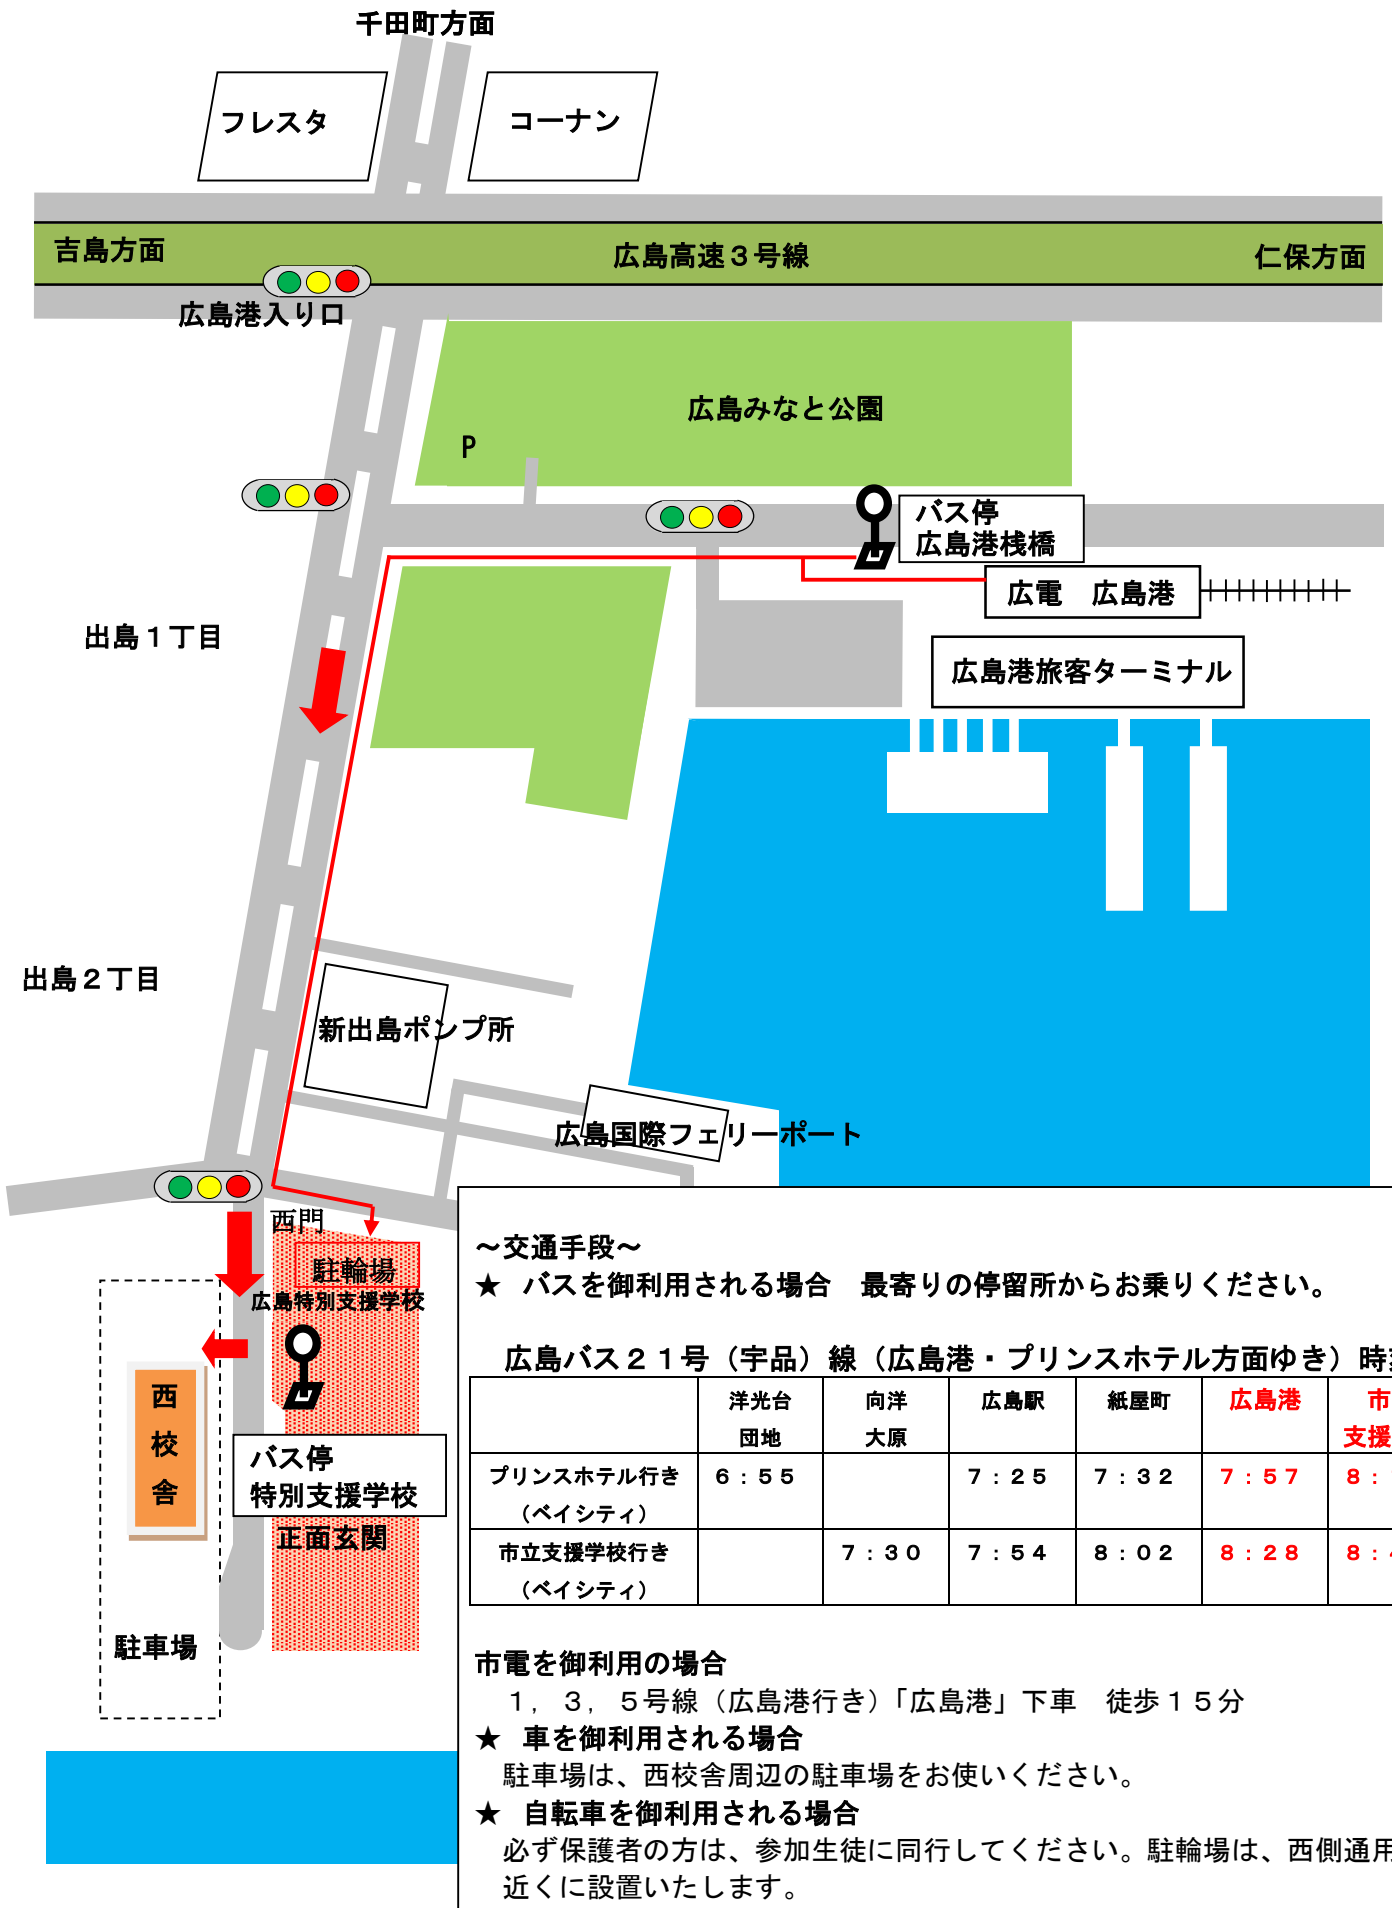 千田町方面
フレスタ
コーナン
吉島方面
広島高速３号線
仁保方面
広島港入り口
広島みなと公園
P
バス停
広島港桟橋
広電　広島港
出島１丁目
広島港旅客ターミナル
出島２丁目
新出島ポンプ所
広島国際フェリーポート
西門
駐輪場
広島特別支援学校
西校舎
バス停
特別支援学校
正面玄関
駐車場
～交通手段～
★ バスを御利用される場合　最寄りの停留所からお乗りください。
広島バス２１号（宇品）線（広島港・プリンスホテル方面ゆき）時
洋光台団地 向洋大原 広島駅 紙屋町 広島港 市支援
プリンスホテル行き（ベイシティ） ６：５５ ７：２５ ７：３２ ７：５７ ８：
市立支援学校行き（ベイシティ） ７：３０ ７：５４ ８：０２ ８：２８ ８：
市電を御利用の場合
１，３，５号線（広島港行き）「広島港」下車　徒歩１５分
★ 車を御利用される場合
駐車場は、西校舎周辺の駐車場をお使いください。
★ 自転車を御利用される場合
必ず保護者の方は、参加生徒に同行してください。駐輪場は、西側通用
近くに設置いたします。